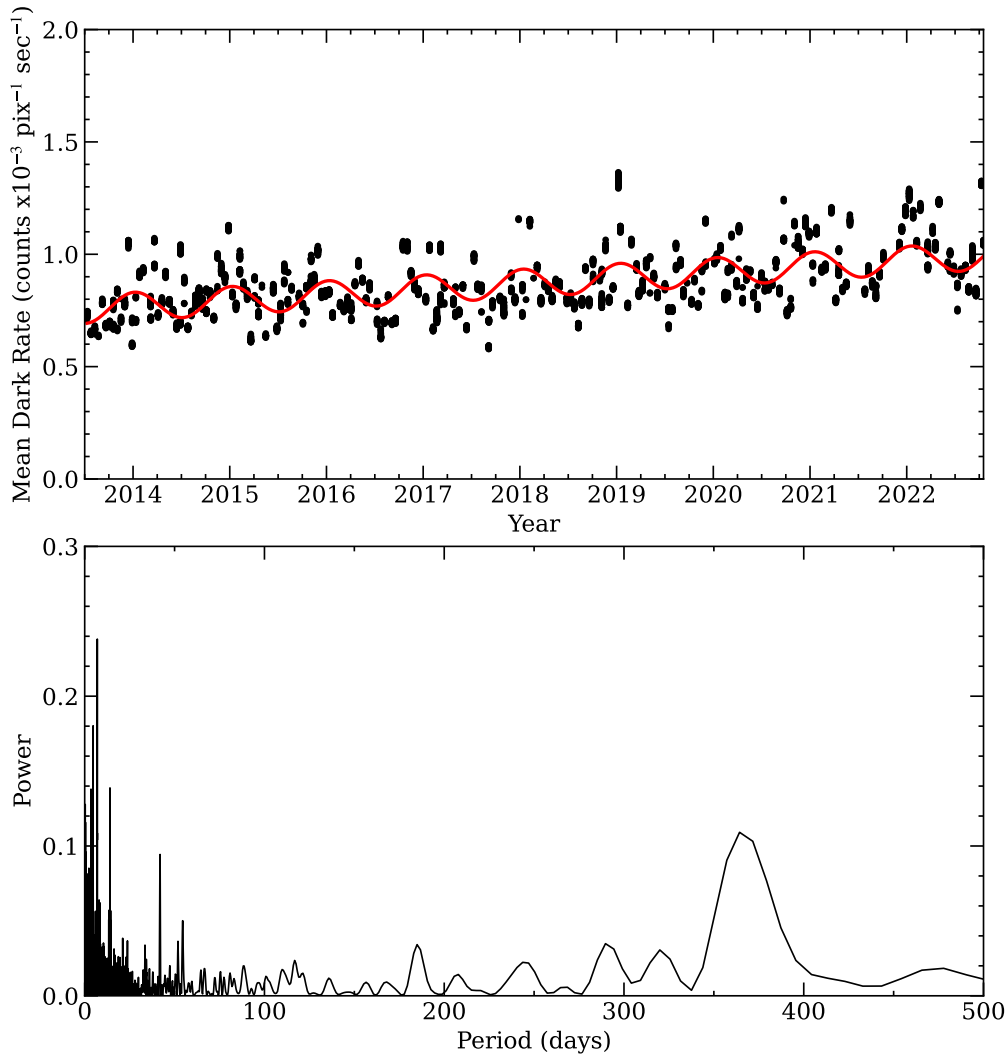 Mean Dark Rate (counts x10⁻³ pix⁻¹ sec⁻¹)
2.0
1.5
1.0
0.5
0.0
2014 2015 2016 2017 2018 2019 2020 2021 2022
Year
Power
0.3
0.2
0.1
0.0
0 100 200 300 400 500
Period (days)